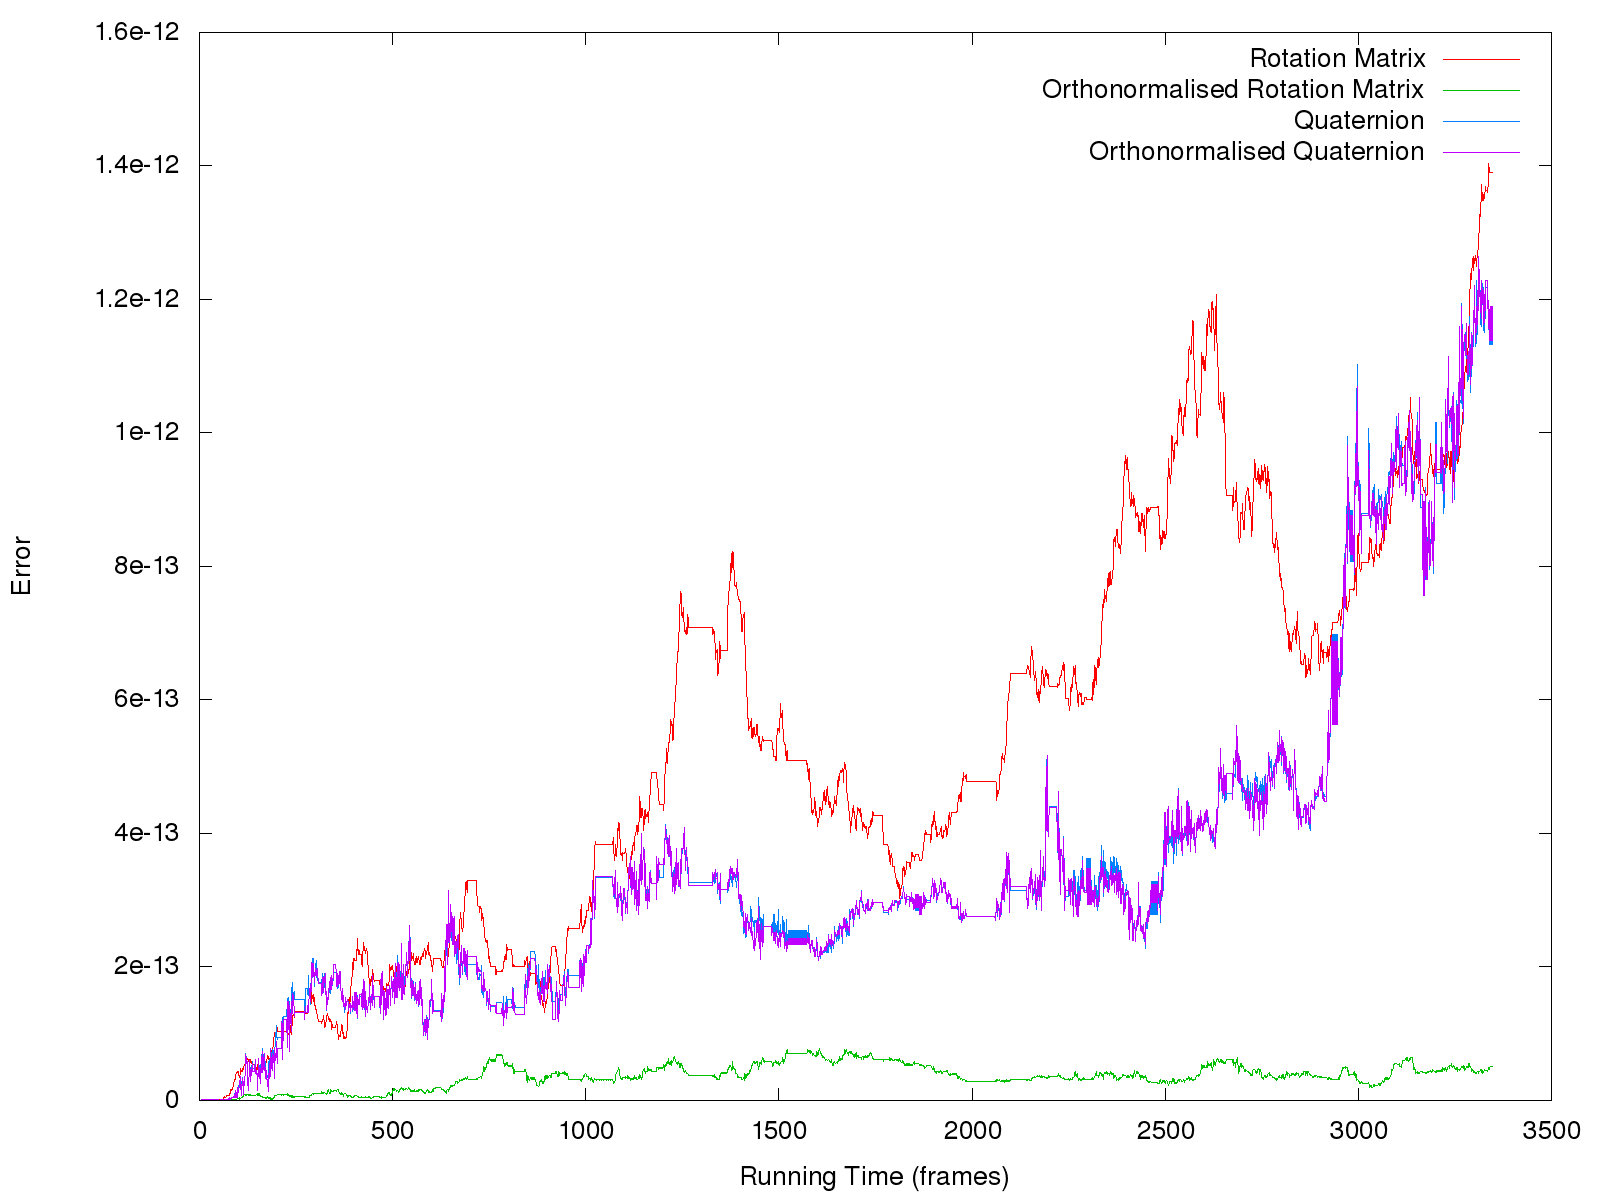 1.6e-12
1.4e-12
1.2e-12
1e-12
8e-13
6e-13
4e-13
2e-13
0
Error
Rotation Matrix
Orthonormalised Rotation Matrix
Quaternion
Orthonormalised Quaternion
0 500 1000 1500 2000 2500 3000 3500
Running Time (frames)